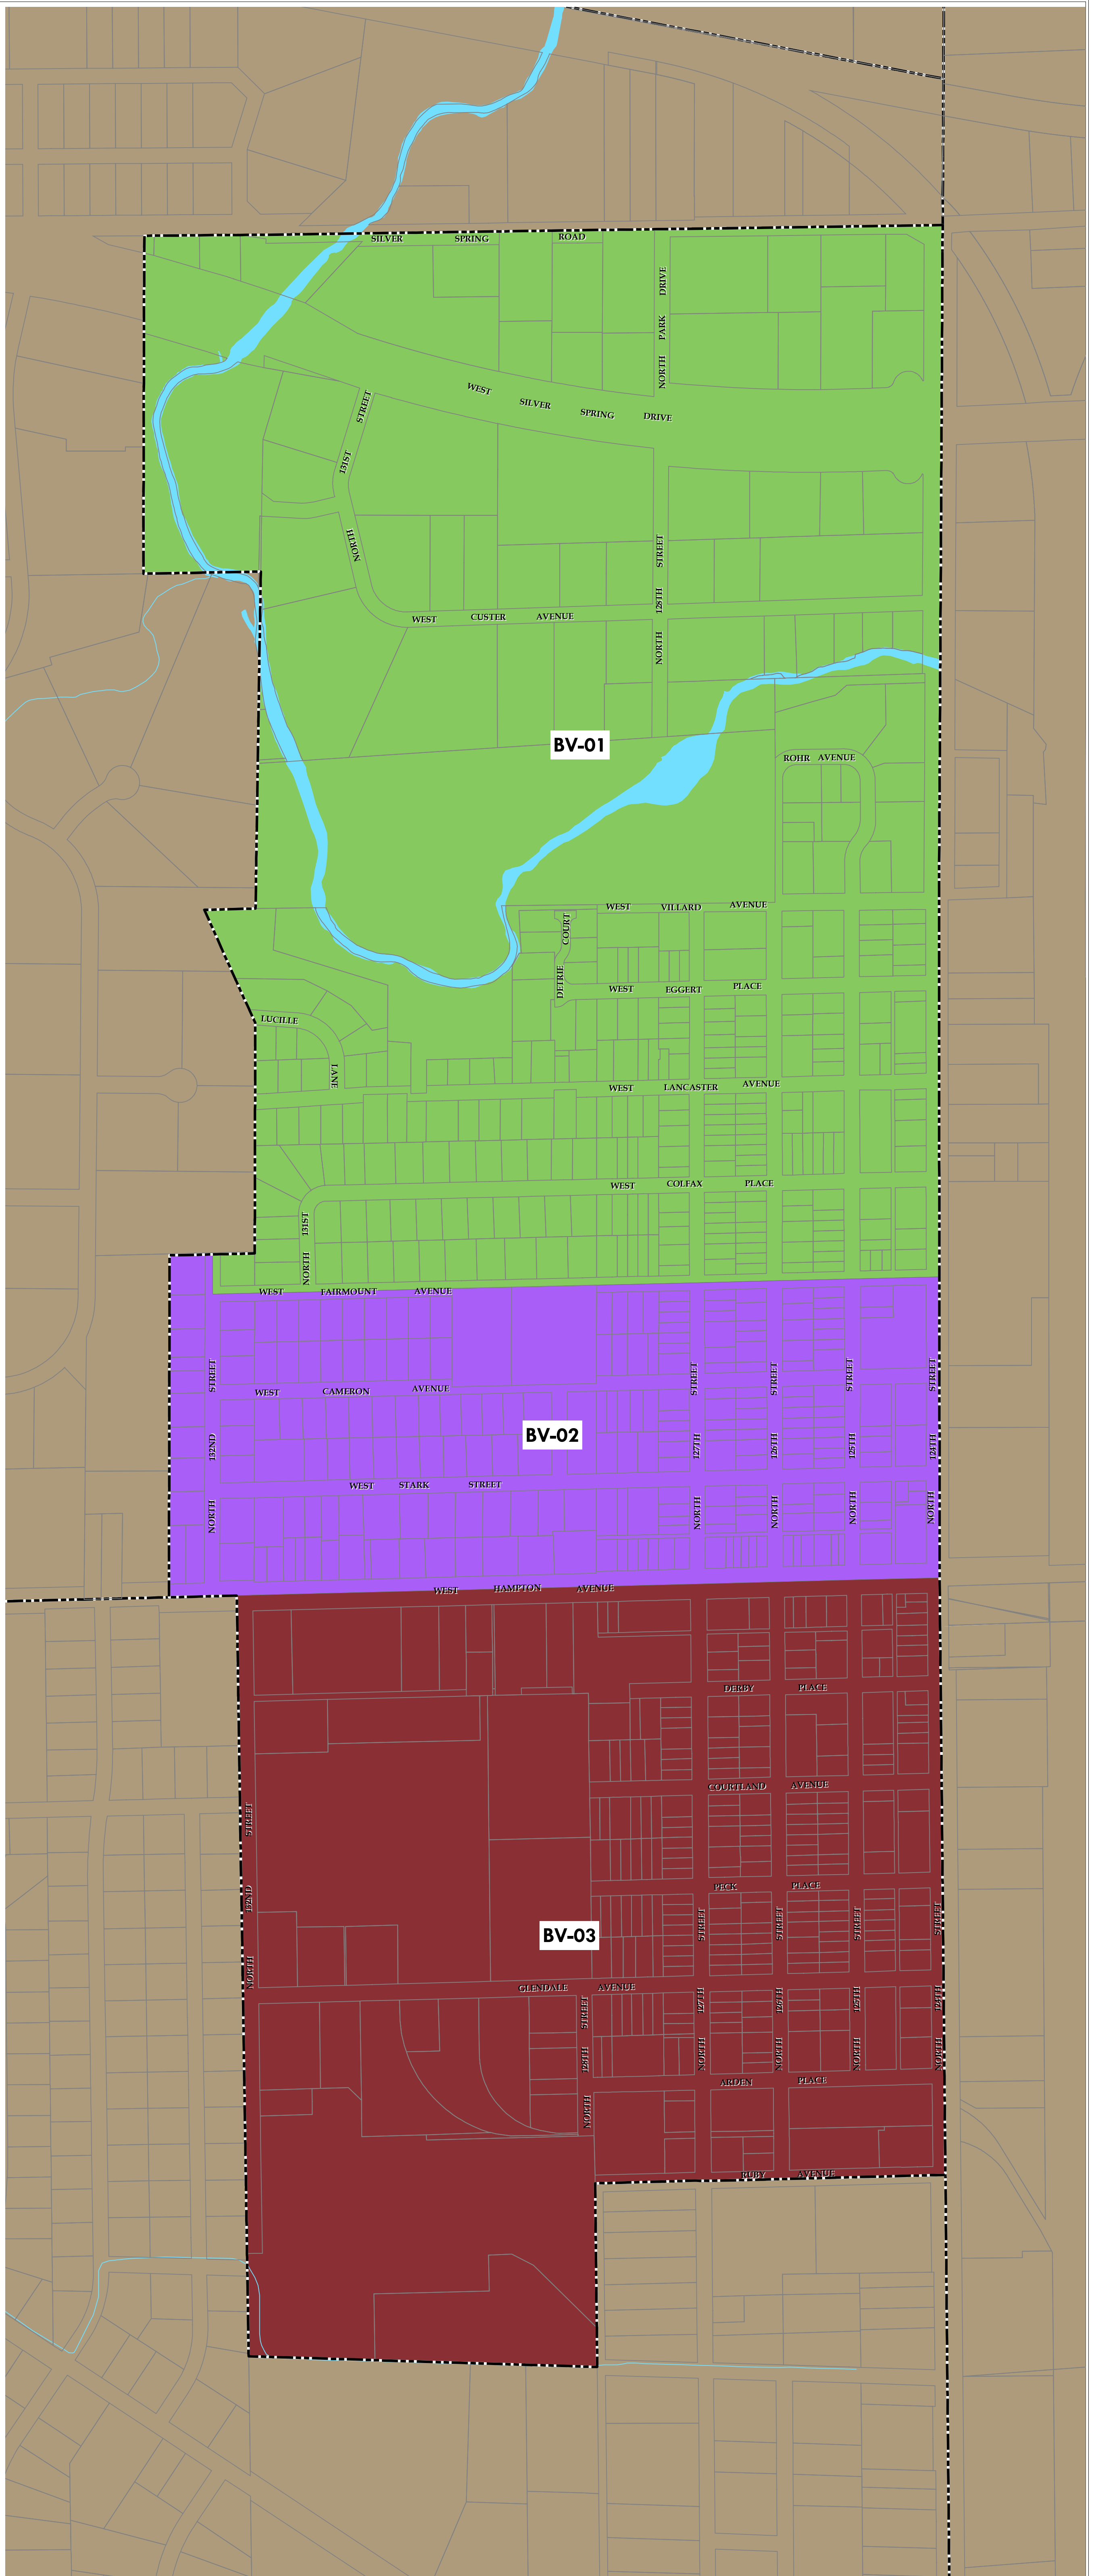 SILVER SPRING ROAD
NORTH PARK DRIVE
WEST SILVER SPRING DRIVE
NORTH 131ST STREET
NORTH 128TH STREET
WEST CUSTER AVENUE
BV-01
ROHR AVENUE
WEST VILLARD AVENUE
DETRIE COURT
WEST EGGERT PLACE
LUCILLE LANE
WEST LANCASTER AVENUE
WEST COLFAX PLACE
NORTH 131ST
WEST FAIRMOUNT AVENUE
NORTH 132ND STREET
WEST CAMERON AVENUE
BV-02
NORTH 127TH STREET
NORTH 126TH STREET
NORTH 125TH STREET
NORTH 124TH STREET
WEST STARK STREET
WEST HAMPTON AVENUE
DERBY PLACE
COURTLAND AVENUE
NORTH 132ND STREET
PECK PLACE
BV-03
NORTH 127TH STREET
NORTH 126TH STREET
NORTH 125TH STREET
NORTH 124TH STREET
GLENDALE AVENUE
NORTH 128TH STREET
ARDEN PLACE
RUBY AVENUE